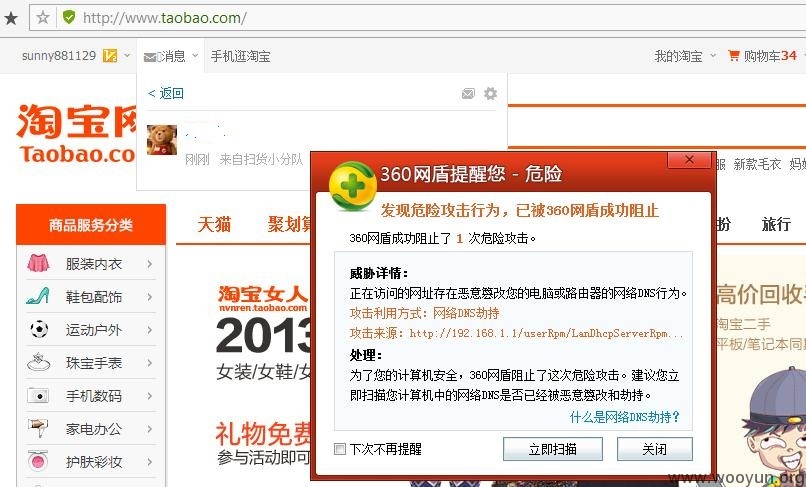 http://www.taobao.com/
sunny881129
消息
手机逛淘宝
我的淘宝
购物车34
< 返回
淘宝网
Taobao.co
刚刚 来自扫货小分队
服 新款毛衣 妈
360网盾提醒您 - 危险
发现危险攻击行为，已被360网盾成功阻止
360网盾成功阻止了 1 次危险攻击。
威胁详情：
正在访问的网址存在恶意篡改您的电脑或路由器的网络DNS行为。
攻击利用方式：网络DNS劫持
攻击来源：http://192.168.1.1/userRpm/LanDhcpServerRpm...
处理：
为了您的计算机安全，360网盾阻止了这次危险攻击。建议您立
即扫描您计算机中的网络DNS是否已经被恶意篡改和劫持。
什么是网络DNS劫持？
下次不再提醒
立即扫描
关闭
商品服务分类
天猫
聚划算
扮
旅行
服装内衣
鞋包配饰
运动户外
珠宝手表
手机数码
家电办公
护肤彩妆
淘宝女人
nvren.taobao.com
2013
女装/女鞋/女
礼物免费
参与活动即可
高价回收
淘宝二手
平板/笔记本同
www.wooyun.org